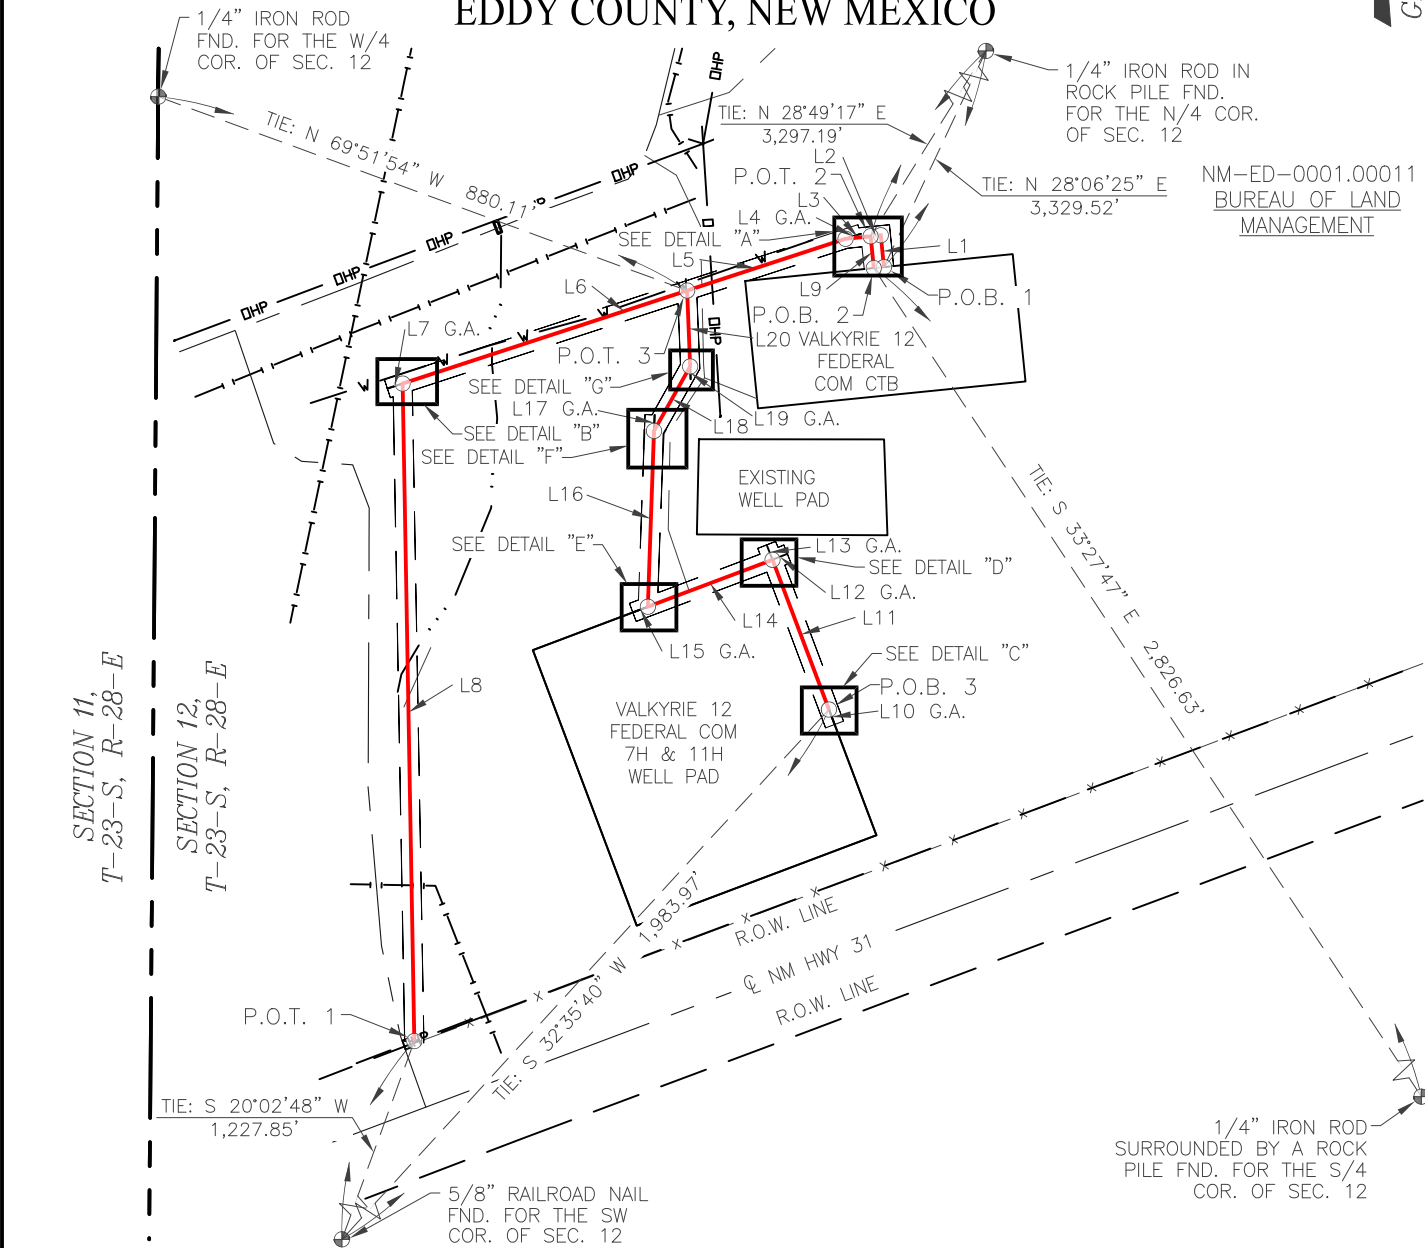 EDDY COUNTY, NEW MEXICO
1/4" IRON ROD
FND. FOR THE W/4
COR. OF SEC. 12
1/4" IRON ROD IN
ROCK PILE FND.
FOR THE N/4 COR.
OF SEC. 12
TIE: N 28°49'17" E
3,297.19'
TIE: N 69°51'54" W 880.11'
L2
P.O.T. 2
L3
L4 G.A.
SEE DETAIL "A"
L5
TIE: N 28°06'25" E
3,329.52'
NM-ED-0001.00011
BUREAU OF LAND
MANAGEMENT
OHP
OHP
OHP
OHP
OHP
OHP
W
W
W
W
W
L1
L9
P.O.B. 1
P.O.B. 2
L6
L7 G.A.
P.O.T. 3
L20
VALKYRIE 12
FEDERAL
COM CTB
SEE DETAIL "G"
L17 G.A.
L18
L19 G.A.
SEE DETAIL "B"
SEE DETAIL "F"
L16
EXISTING
WELL PAD
TIE: S 33°27'47" E 2,826.63'
SEE DETAIL "E"
L13 G.A.
SEE DETAIL "D"
L12 G.A.
L14
L11
L15 G.A.
SEE DETAIL "C"
P.O.B. 3
L10 G.A.
L8
SECTION 11,
T-23-S, R-28-E
SECTION 12,
T-23-S, R-28-E
VALKYRIE 12
FEDERAL COM
7H & 11H
WELL PAD
R.O.W. LINE
℄ NM HWY 31
R.O.W. LINE
P.O.T. 1
TIE: S 32°35'40" W 1,983.97'
TIE: S 20°02'48" W
1,227.85'
5/8" RAILROAD NAIL
FND. FOR THE SW
COR. OF SEC. 12
1/4" IRON ROD
SURROUNDED BY A ROCK
PILE FND. FOR THE S/4
COR. OF SEC. 12